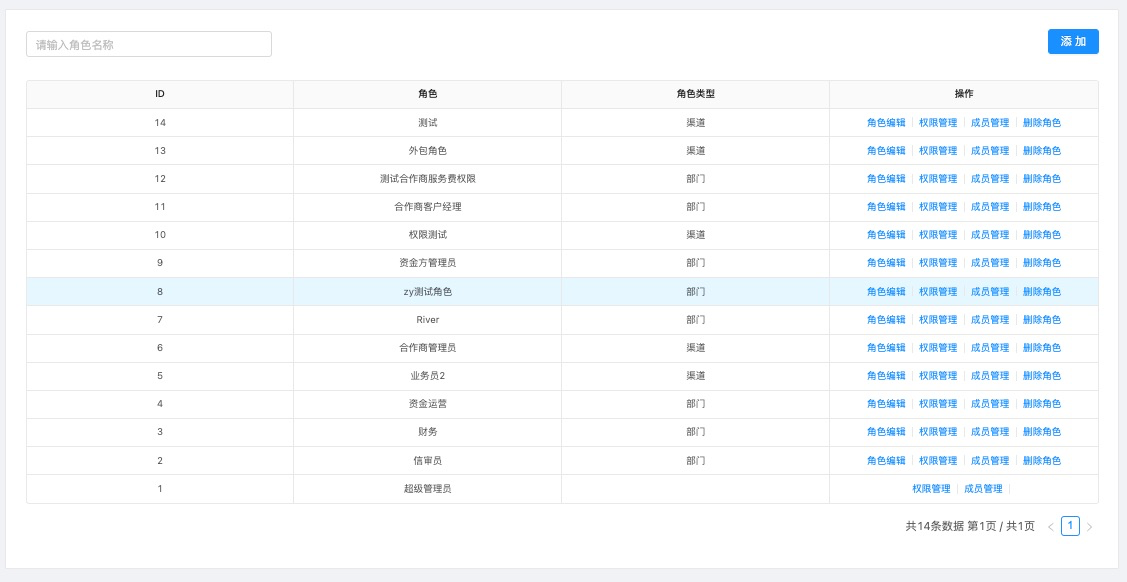 请输入角色名称 添 加
ID 角色 角色类型 操作
14 测试 渠道 角色编辑 权限管理 成员管理 删除角色
13 外包角色 渠道 角色编辑 权限管理 成员管理 删除角色
12 测试合作商服务费权限 部门 角色编辑 权限管理 成员管理 删除角色
11 合作商客户经理 部门 角色编辑 权限管理 成员管理 删除角色
10 权限测试 渠道 角色编辑 权限管理 成员管理 删除角色
9 资金方管理员 部门 角色编辑 权限管理 成员管理 删除角色
8 zy测试角色 部门 角色编辑 权限管理 成员管理 删除角色
7 River 部门 角色编辑 权限管理 成员管理 删除角色
6 合作商管理员 渠道 角色编辑 权限管理 成员管理 删除角色
5 业务员2 渠道 角色编辑 权限管理 成员管理 删除角色
4 资金运营 部门 角色编辑 权限管理 成员管理 删除角色
3 财务 部门 角色编辑 权限管理 成员管理 删除角色
2 信审员 部门 角色编辑 权限管理 成员管理 删除角色
1 超级管理员 权限管理 成员管理
共14条数据 第1页 / 共1页 < 1 >